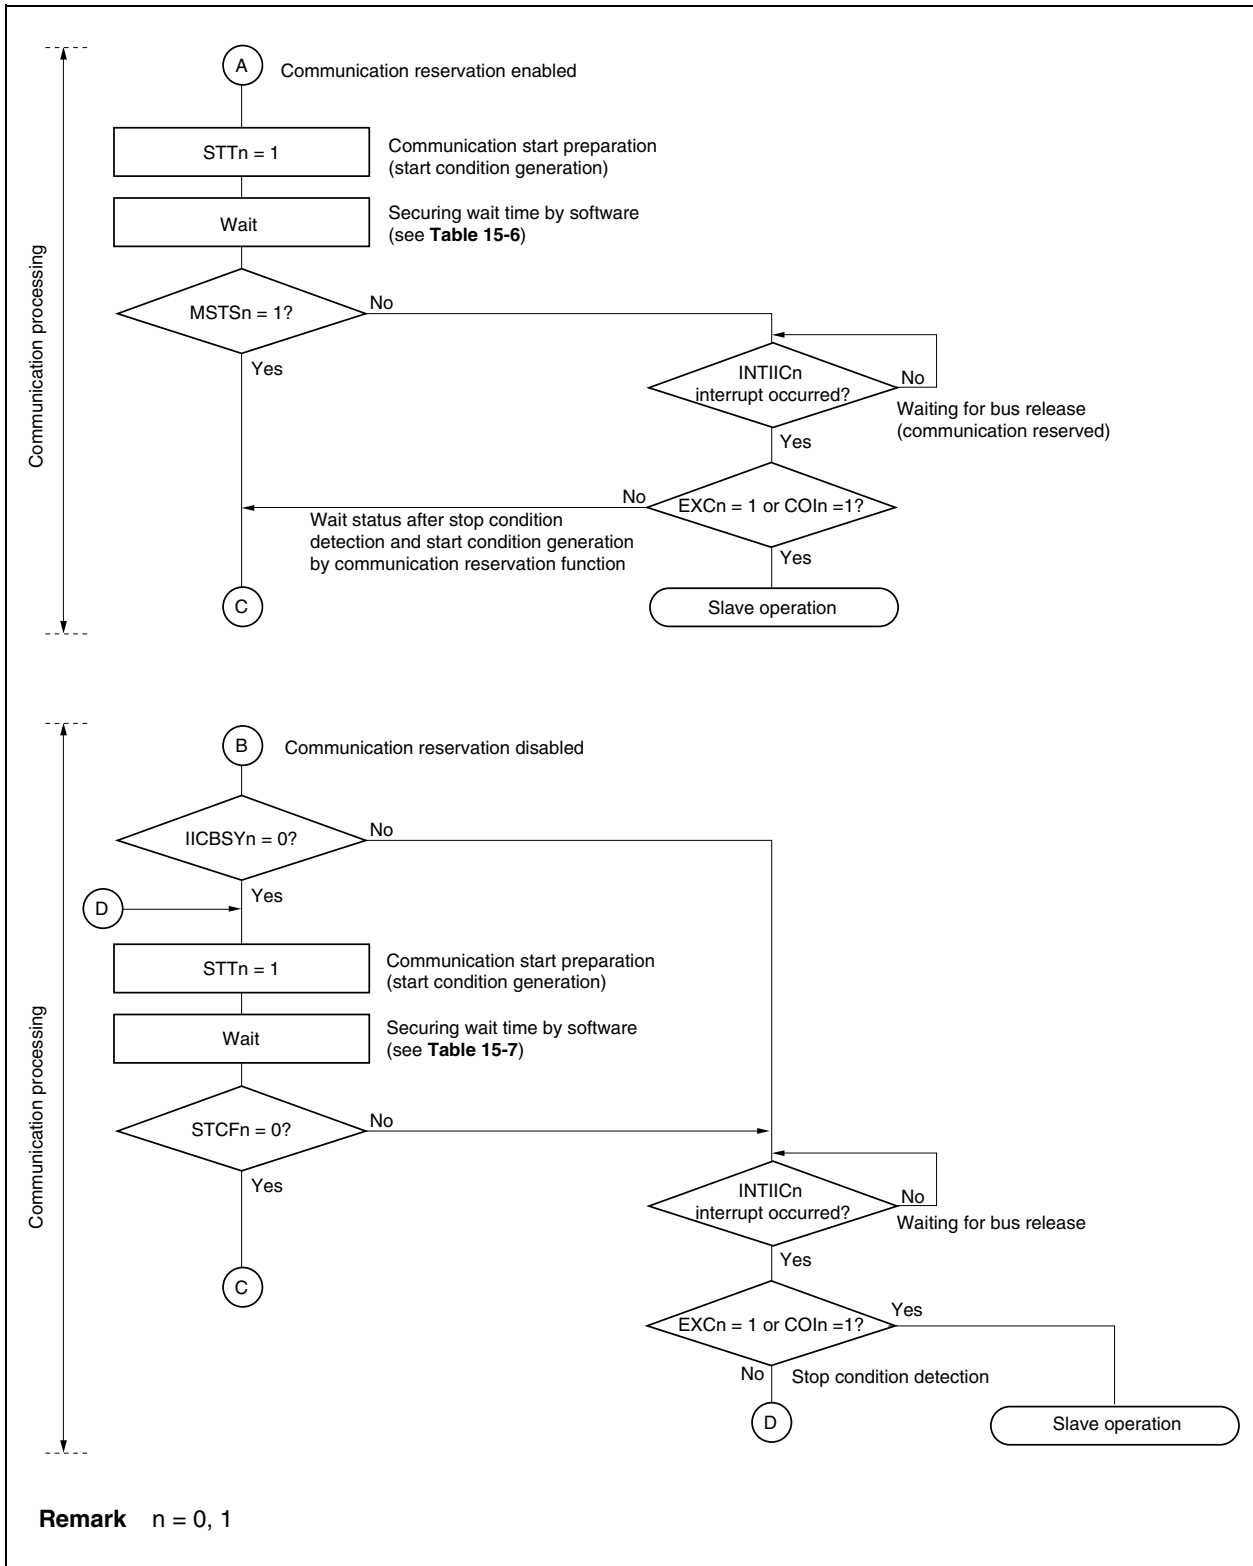 Communication processing
A
Communication reservation enabled
STTn = 1
Communication start preparation
(start condition generation)
Wait
Securing wait time by software
(see Table 15-6)
MSTSn = 1?
No
Yes
INTIICn
interrupt occurred?
No
Waiting for bus release
(communication reserved)
Yes
EXCn = 1 or COIn =1?
No
Wait status after stop condition
detection and start condition generation
by communication reservation function
Yes
C
Slave operation
Communication processing
B
Communication reservation disabled
IICBSYn = 0?
No
Yes
D
STTn = 1
Communication start preparation
(start condition generation)
Wait
Securing wait time by software
(see Table 15-7)
STCFn = 0?
No
Yes
INTIICn
interrupt occurred?
No
Waiting for bus release
Yes
C
EXCn = 1 or COIn =1?
Yes
No
Stop condition detection
D
Slave operation
Remark n = 0, 1